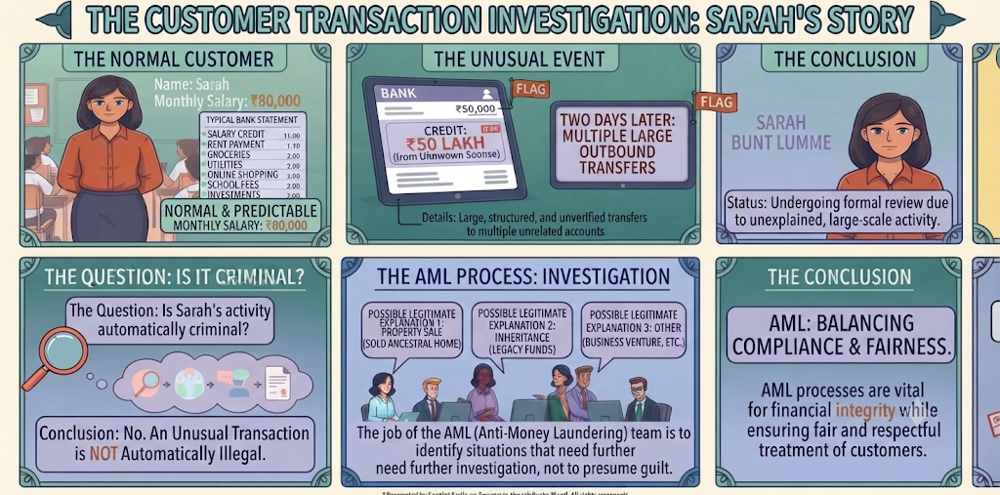 THE CUSTOMER TRANSACTION INVESTIGATION: SARAH'S STORY
THE NORMAL CUSTOMER
Name: Sarah
Monthly Salary: ₹80,000
TYPICAL BANK STATEMENT
SALARY CREDIT 11.00
RENT PAYMENT 1.10
GROCERIES 2.00
UTILITIES 2.00
ONLINE SHOPPING 3.00
SCHOOL FEES 2.00
INVESTMENTS 2.00
NORMAL & PREDICTABLE
MONTHLY SALARY: ₹80,000
THE UNUSUAL EVENT
BANK
₹50,000
CREDIT:
₹50 LAKH
((from Uhnwown Soonse)
FLAG
TWO DAYS LATER:
MULTIPLE LARGE
OUTBOUND
TRANSFERS
FLAG
Details: Large, structured, and unverified transfers
to multiple unrelated accounts
THE CONCLUSION
SARAH
BUNT LUMME
Status: Undergoing formal review due
to unexplained, large-scale activity.
THE QUESTION: IS IT CRIMINAL?
The Question: Is Sarah's activity
automatically criminal?
Conclusion: No. An Unusual Transaction
is NOT Automatically Illegal.
THE AML PROCESS: INVESTIGATION
POSSIBLE LEGITIMATE
EXPLANATION 1:
PROPERTY SALE
(SOLD ANCESTRAL HOME)
POSSIBLE LEGITIMATE
EXPLANATION 2:
INHERITANCE
(LEGACY FUNDS)
POSSIBLE LEGITIMATE
EXPLANATION 3: OTHER
(BUSINESS VENTURE, ETC.)
The job of the AML (Anti-Money Laundering) team is to
identify situations that need further
need further investigation, not to presume guilt.
THE CONCLUSION
AML: BALANCING
COMPLIANCE & FAIRNESS.
AML processes are vital
for financial integrity while
ensuring fair and respectful
treatment of customers.